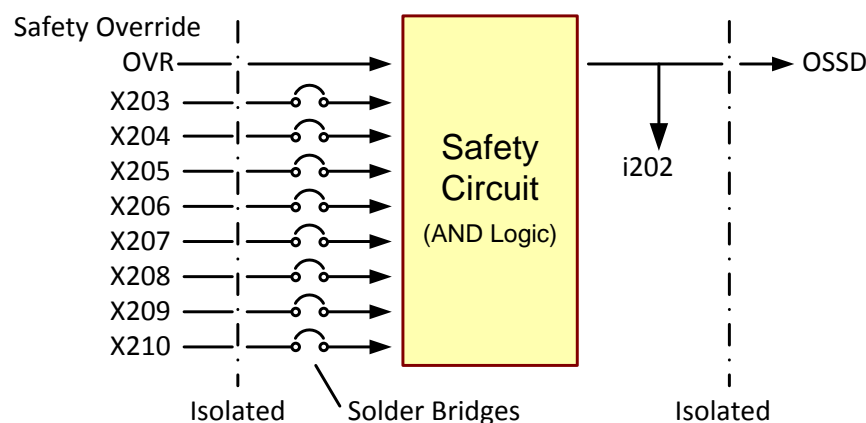 Safety Override
OVR
OSSD
X203
X204
X205
X206
X207
X208
X209
X210
Safety
Circuit
(AND Logic)
i202
Isolated
Solder Bridges
Isolated